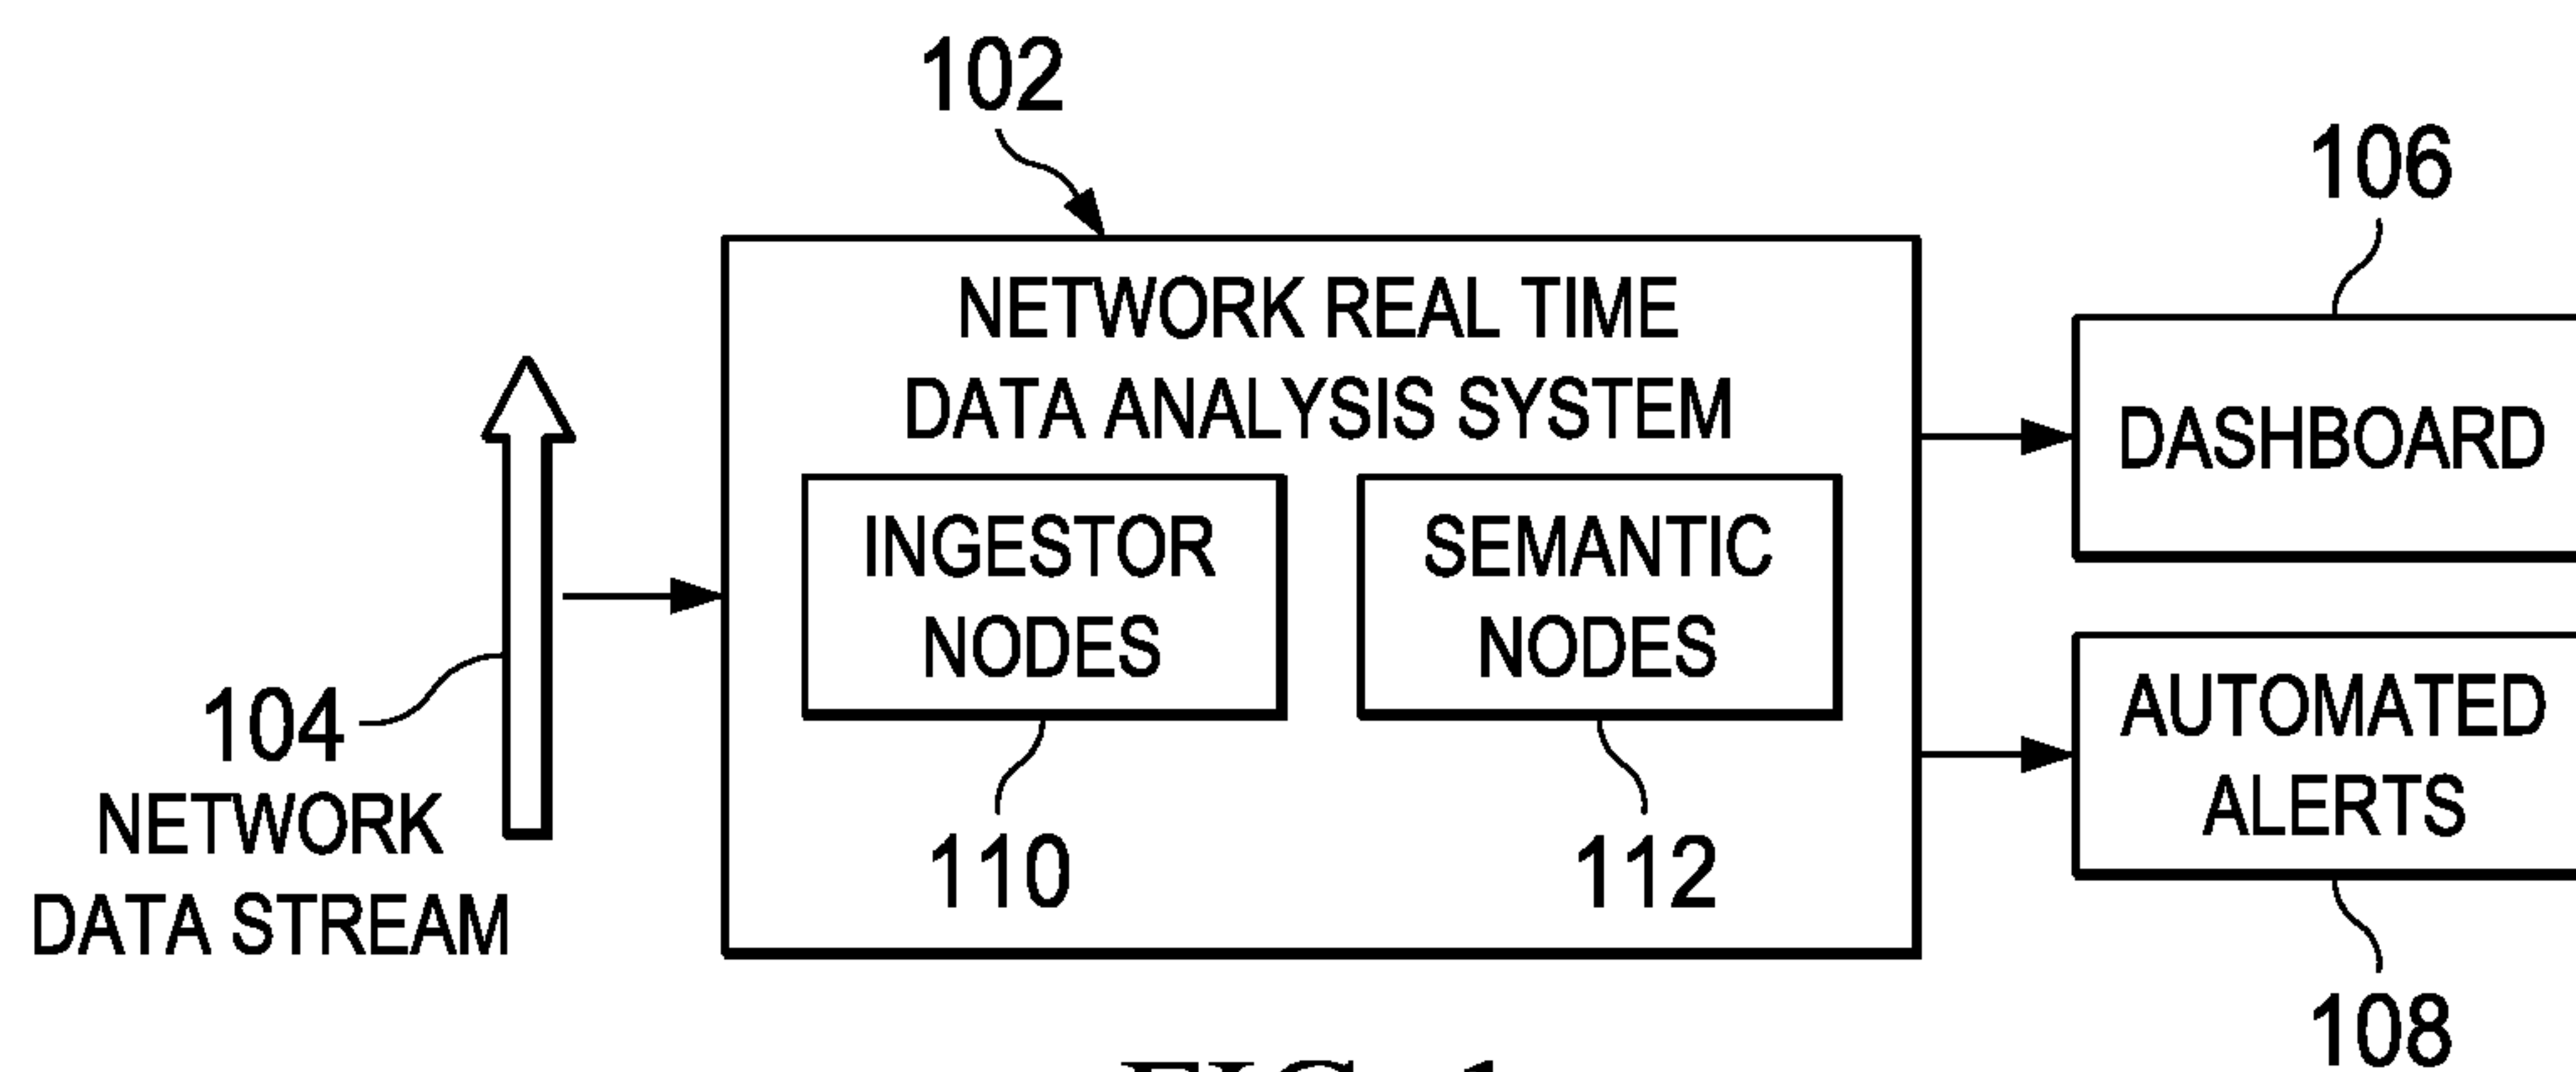 102
106
NETWORK REAL TIME
DATA ANALYSIS SYSTEM
DASHBOARD
INGESTOR
NODES
SEMANTIC
NODES
104
NETWORK
DATA STREAM
AUTOMATED
ALERTS
110
112
108